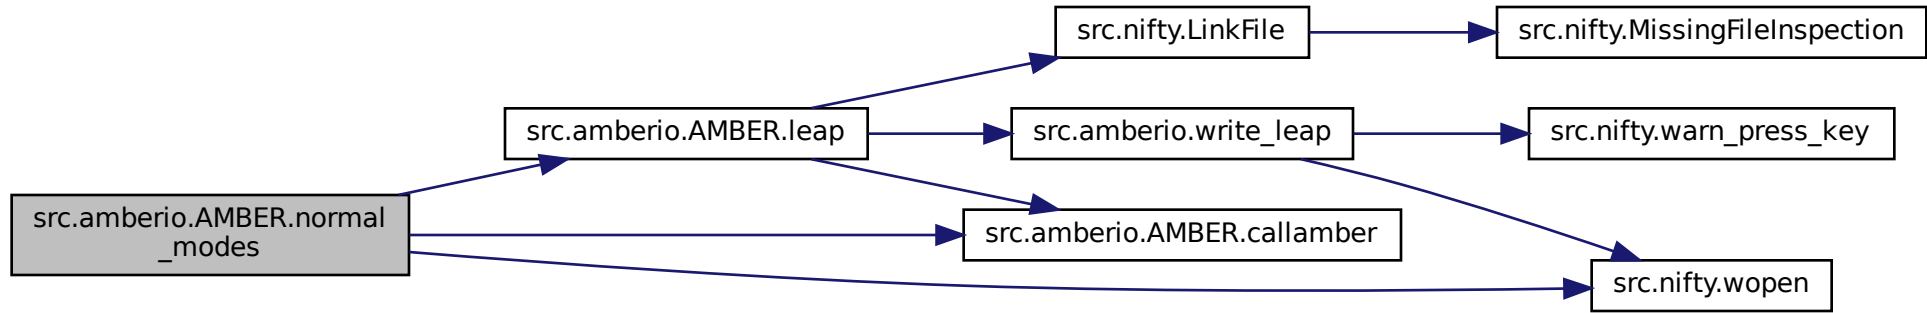 src.nifty.LinkFile
src.nifty.MissingFileInspection
src.amberio.AMBER.leap
src.amberio.write_leap
src.nifty.warn_press_key
src.amberio.AMBER.normal
_modes
src.amberio.AMBER.callamber
src.nifty.wopen